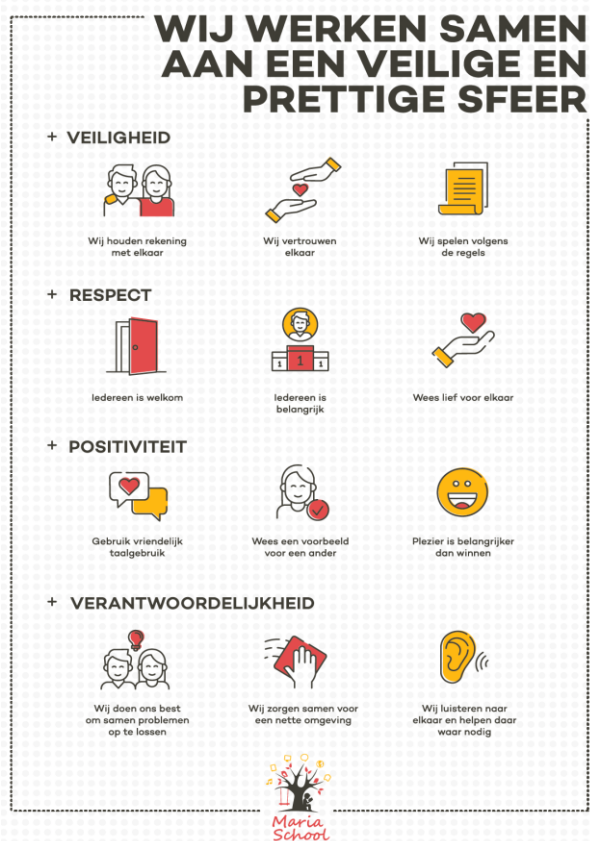 WIJ WERKEN SAMEN
AAN EEN VEILIGE EN
PRETTIGE SFEER
+ VEILIGHEID
Wij houden rekening
met elkaar
Wij vertrouwen
elkaar
Wij spelen volgens
de regels
+ RESPECT
Iedereen is welkom
1 1 1
Iedereen is
belangrijk
Wees lief voor elkaar
+ POSITIVITEIT
Gebruik vriendelijk
taalgebruik
Wees een voorbeeld
voor een ander
Plezier is belangrijker
dan winnen
+ VERANTWOORDELIJKHEID
Wij doen ons best
om samen problemen
op te lossen
Wij zorgen samen voor
een nette omgeving
Wij luisteren naar
elkaar en helpen daar
waar nodig
Maria
School